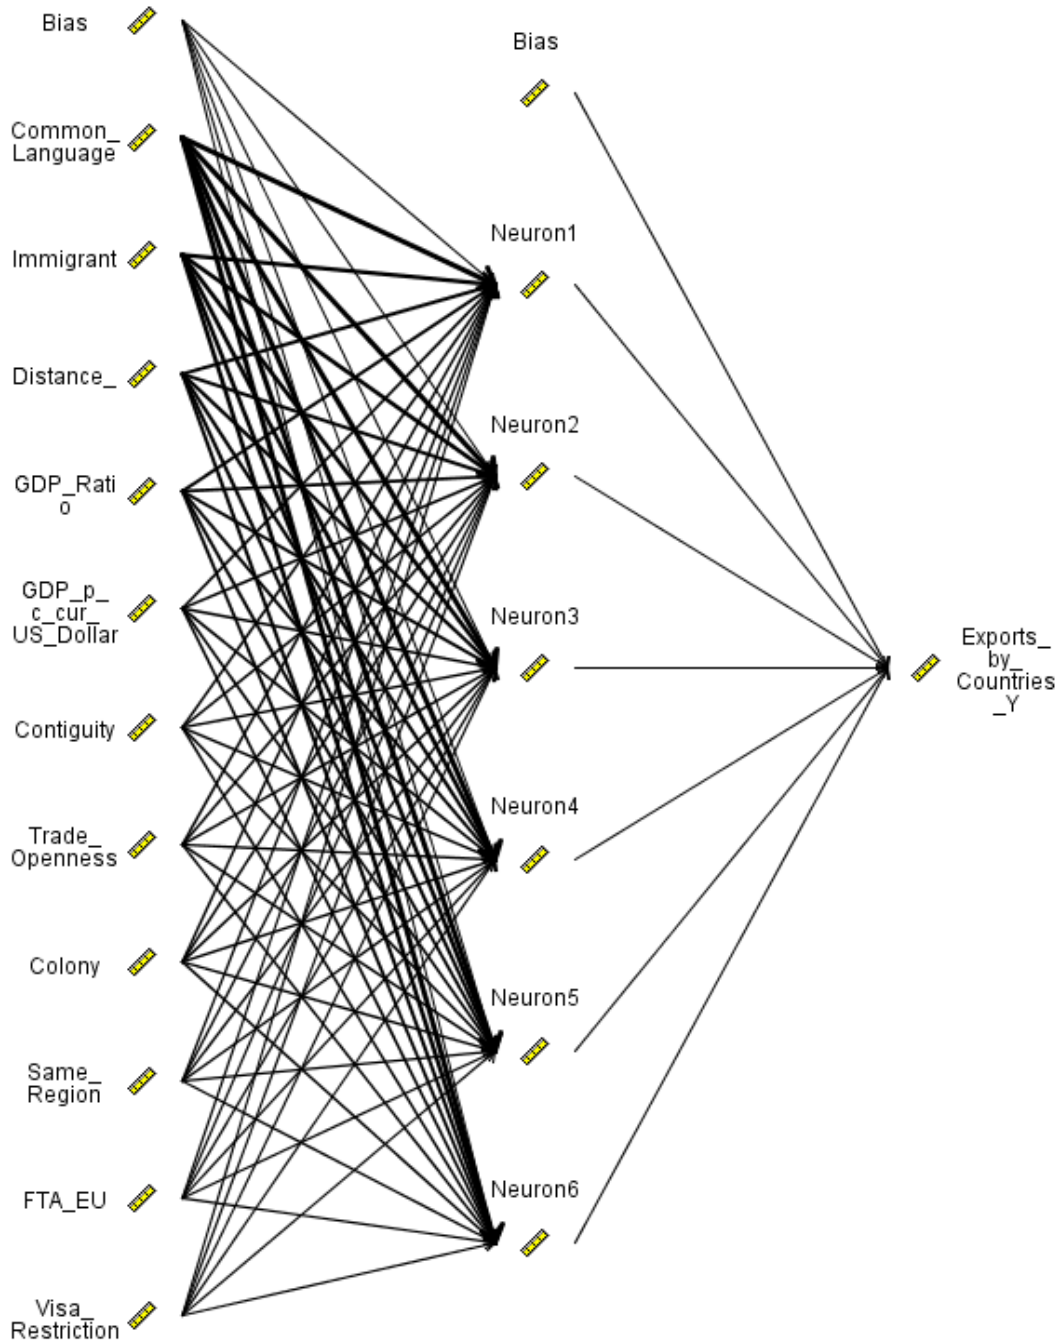 Bias
Common_
Language
Immigrant
Distance_
GDP_Rati
o
GDP_p_
c_cur_
US_Dollar
Contiguity
Trade_
Openness
Colony
Same_
Region
FTA_EU
Visa_
Restriction
Bias
Neuron1
Neuron2
Neuron3
Neuron4
Neuron5
Neuron6
Exports_
by_
Countries
_Y